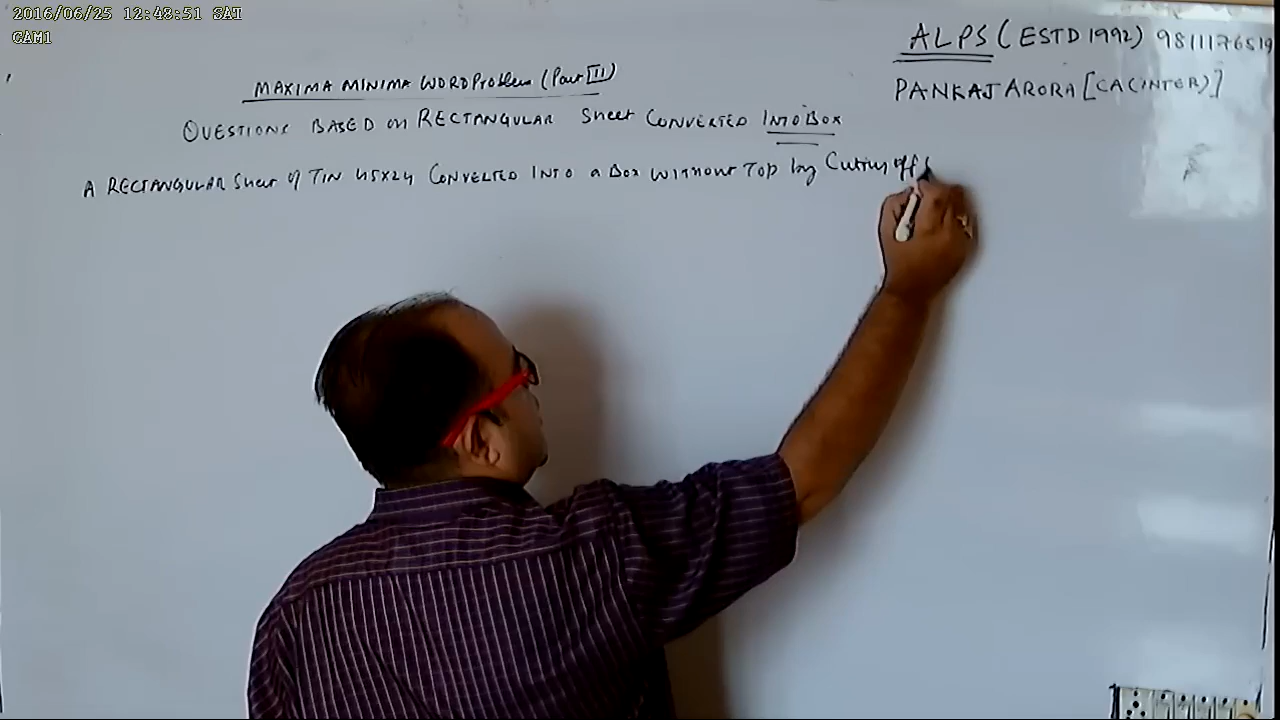 2016/06/25 12:48:51 SAT
CAM1
ALPS (ESTD 1992) 9811176519
PANKAJ ARORA [CA (INTER)]
MAXIMA MINIMA WORD Problem (Part III)
QUESTIONS BASED on RECTANGULAR Sheet CONVERTED INTO BOX
A RECTANGULAR Sheet of TIN 45X24 CONVERTED INTO a Box WITHOUT TOP by Cutting off